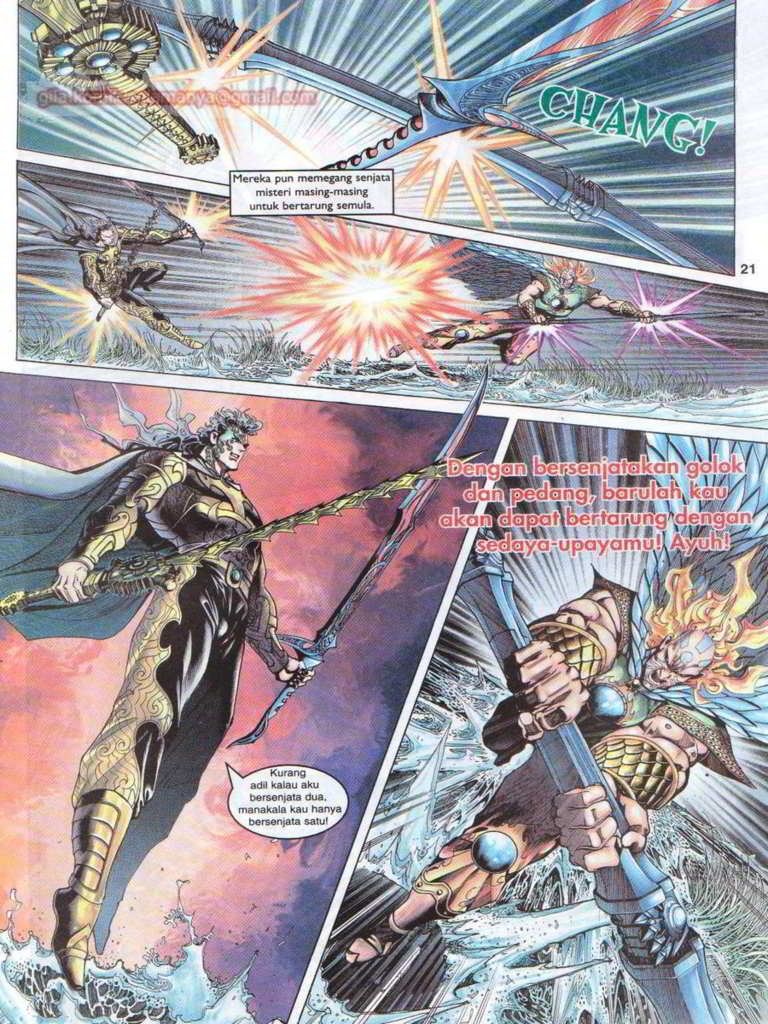 CHANG!
Mereka pun memegang senjata
misteri masing-masing
untuk bertarung semula.
21
Dengan bersenjatakan golok
dan pedang, barulah kau
akan dapat bertarung dengan
sedaya-upayamu! Ayuh!
Kurang
adil kalau aku
bersenjata dua,
manakala kau hanya
bersenjata satu!